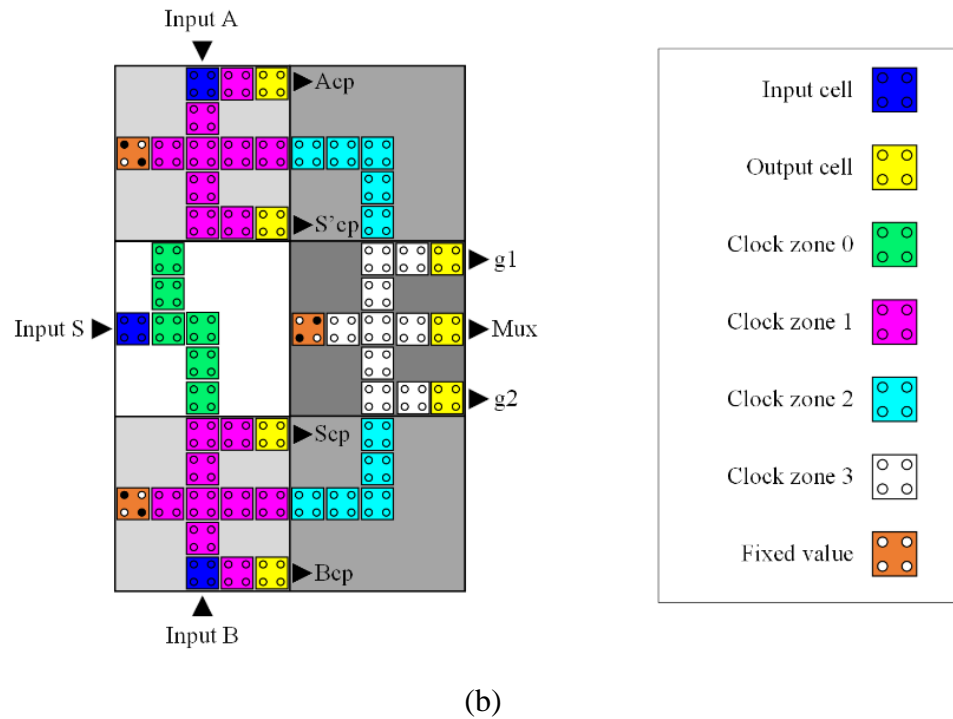 Input A
Acp
S'cp
g1
Input S
Mux
g2
Scp
Bcp
Input B
Input cell
Output cell
Clock zone 0
Clock zone 1
Clock zone 2
Clock zone 3
Fixed value
(b)